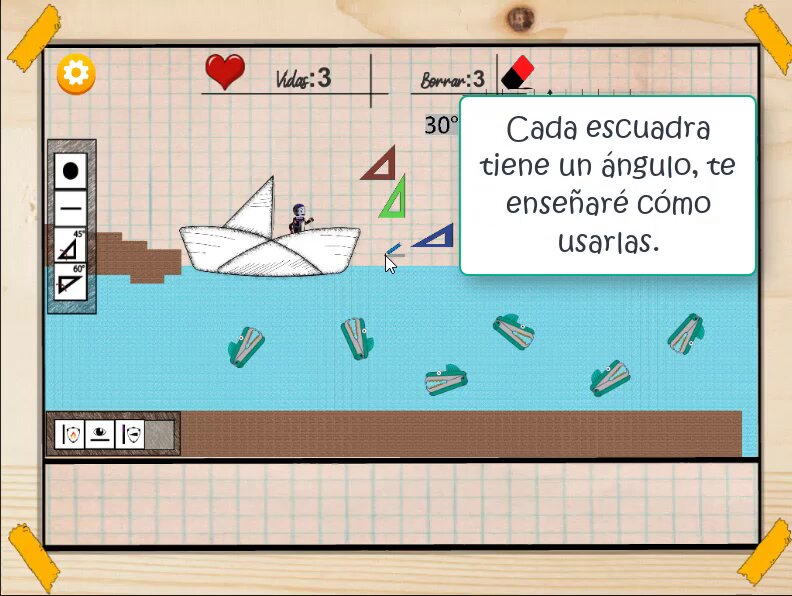 Vidas:3
Borrar:3
30°
Cada escuadra
tiene un ángulo, te
enseñaré cómo
usarlas.
45°
60°